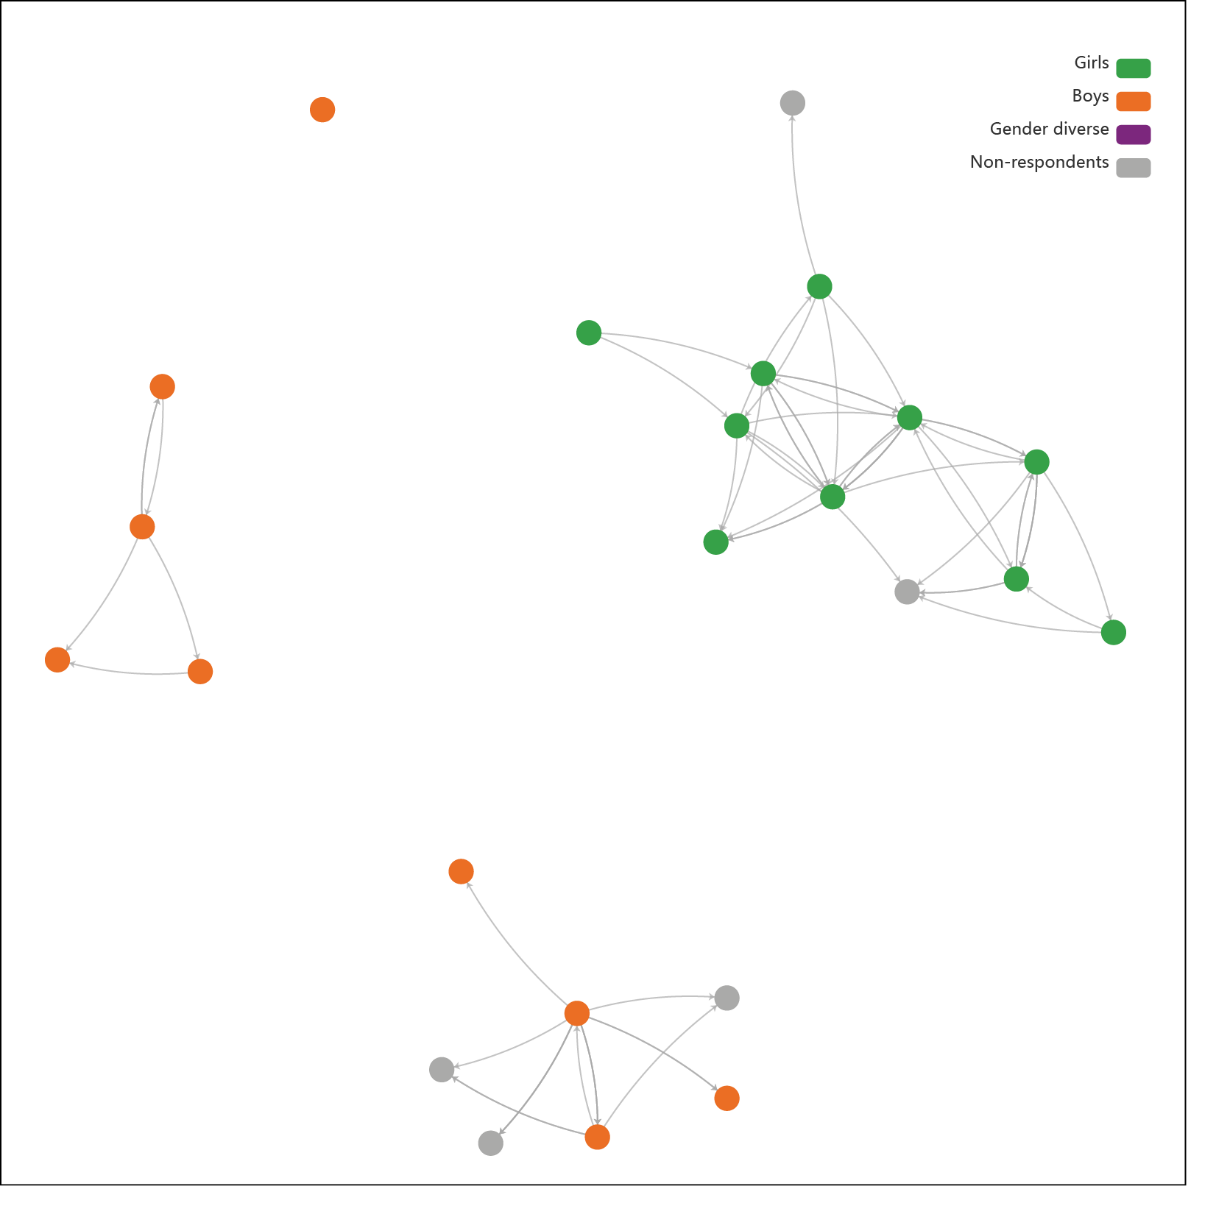 Girls
Boys
Gender diverse
Non-respondents